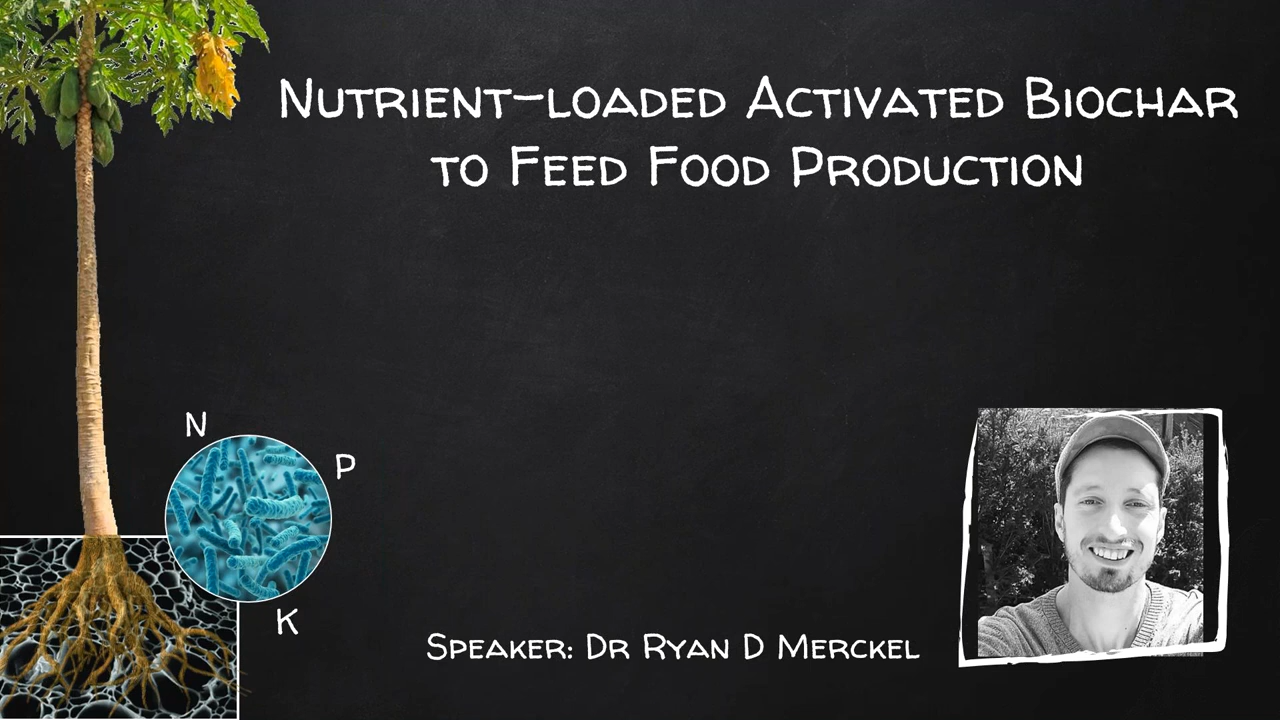 Nutrient-loaded Activated Biochar
to Feed Food Production
N
P
K
Speaker: Dr Ryan D Merckel